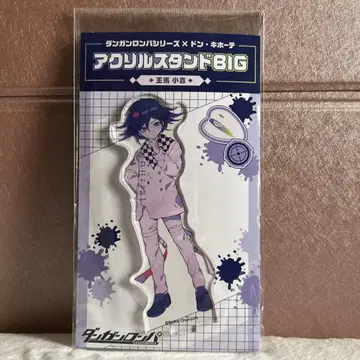 ダンガンロンパシリーズ × ドン・キホーテ
アクリルスタンドBIG
王馬 小吉
ダンガンロンパ